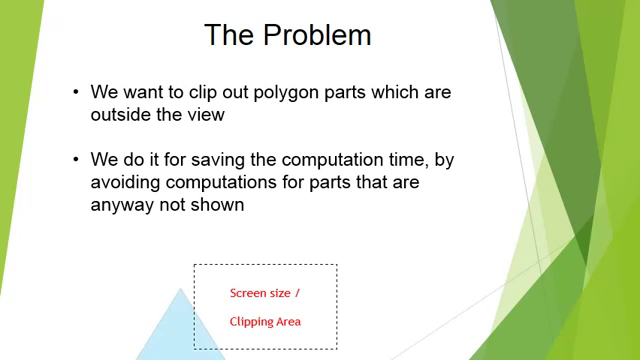 The Problem
• We want to clip out polygon parts which are
outside the view
• We do it for saving the computation time, by
avoiding computations for parts that are
anyway not shown
Screen size /
Clipping Area